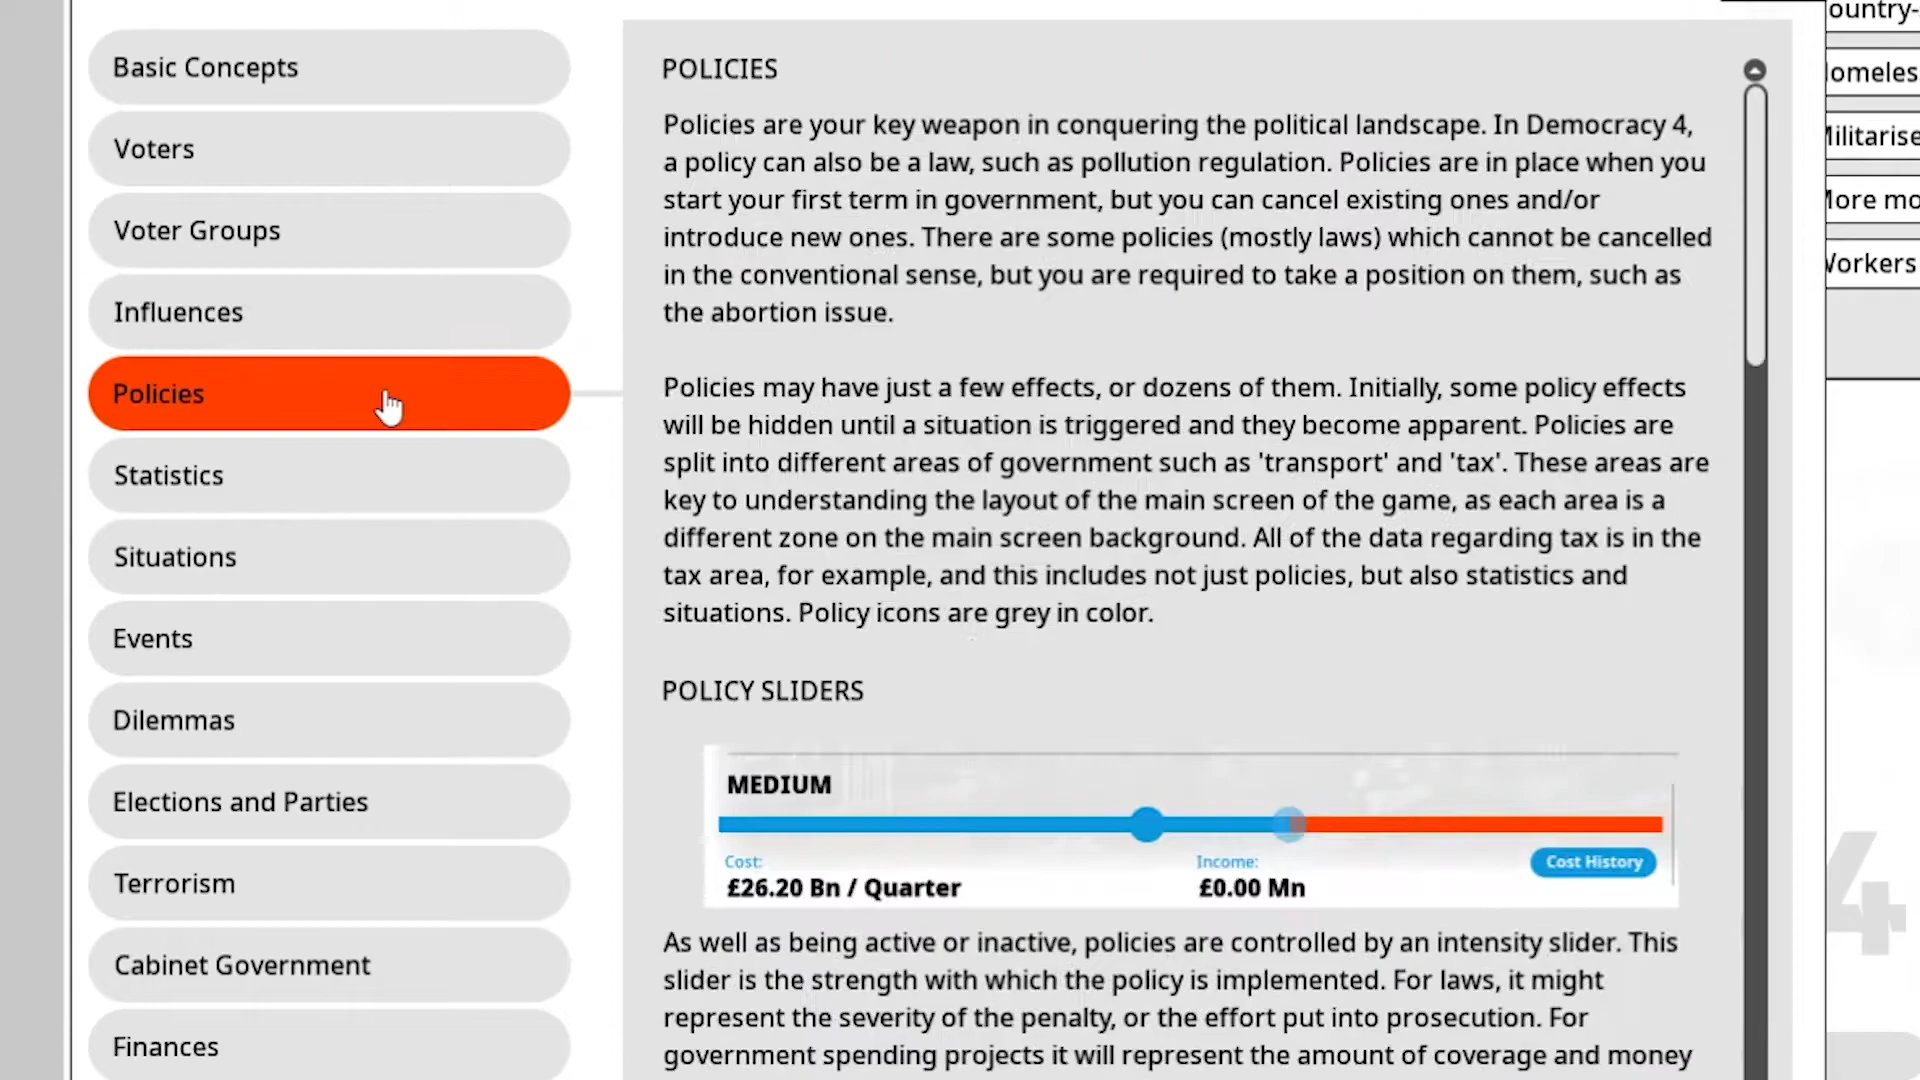 Basic Concepts
Voters
Voter Groups
Influences
Policies
Statistics
Situations
Events
Dilemmas
Elections and Parties
Terrorism
Cabinet Government
Finances
POLICIES
Policies are your key weapon in conquering the political landscape. In Democracy 4,
a policy can also be a law, such as pollution regulation. Policies are in place when you
start your first term in government, but you can cancel existing ones and/or
introduce new ones. There are some policies (mostly laws) which cannot be cancelled
in the conventional sense, but you are required to take a position on them, such as
the abortion issue.
Policies may have just a few effects, or dozens of them. Initially, some policy effects
will be hidden until a situation is triggered and they become apparent. Policies are
split into different areas of government such as 'transport' and 'tax'. These areas are
key to understanding the layout of the main screen of the game, as each area is a
different zone on the main screen background. All of the data regarding tax is in the
tax area, for example, and this includes not just policies, but also statistics and
situations. Policy icons are grey in color.
POLICY SLIDERS
MEDIUM
Cost:
£26.20 Bn / Quarter
Income:
£0.00 Mn
Cost History
As well as being active or inactive, policies are controlled by an intensity slider. This
slider is the strength with which the policy is implemented. For laws, it might
represent the severity of the penalty, or the effort put into prosecution. For
government spending projects it will represent the amount of coverage and money
ountry-
omeles
Militarise
More mo
Workers
4